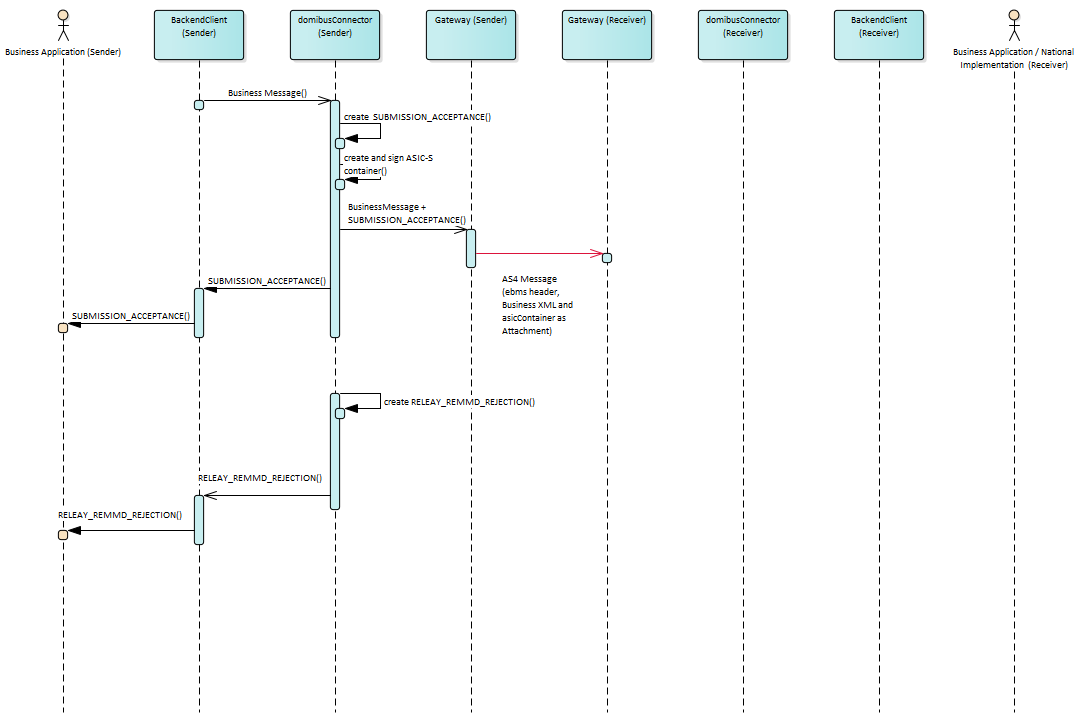 Business Application (Sender)
BackendClient
(Sender)
domibusConnector
(Sender)
Gateway (Sender)
Gateway (Receiver)
domibusConnector
(Receiver)
BackendClient
(Receiver)
Business Application / National
Implementation (Receiver)
Business Message()
create SUBMISSION_ACCEPTANCE()
create and sign ASIC-S
container()
BusinessMessage +
SUBMISSION_ACCEPTANCE()
AS4 Message
(ebms header,
Business XML and
asicContainer as
Attachment)
SUBMISSION_ACCEPTANCE()
SUBMISSION_ACCEPTANCE()
create RELEAY_REMMD_REJECTION()
RELEAY_REMMD_REJECTION()
RELEAY_REMMD_REJECTION()